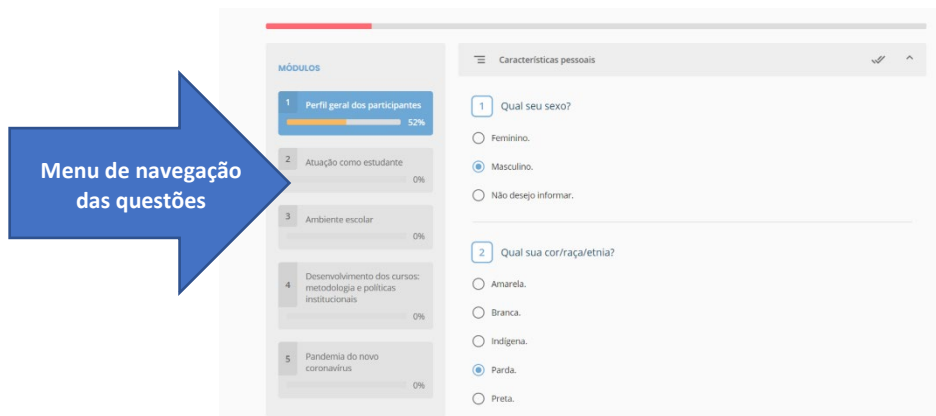 Menu de navegação
das questões
MÓDULOS
1 Perfil geral dos participantes
52%
2 Atuação como estudante
0%
3 Ambiente escolar
0%
Desenvolvimento dos cursos:
4 metodologia e políticas
institucionais
0%
5 Pandemia do novo
coronavírus
0%
Características pessoais
1 Qual seu sexo?
Feminino.
Masculino.
Não desejo informar.
2 Qual sua cor/raça/etnia?
Amarela.
Branca.
Indígena.
Parda.
Preta.